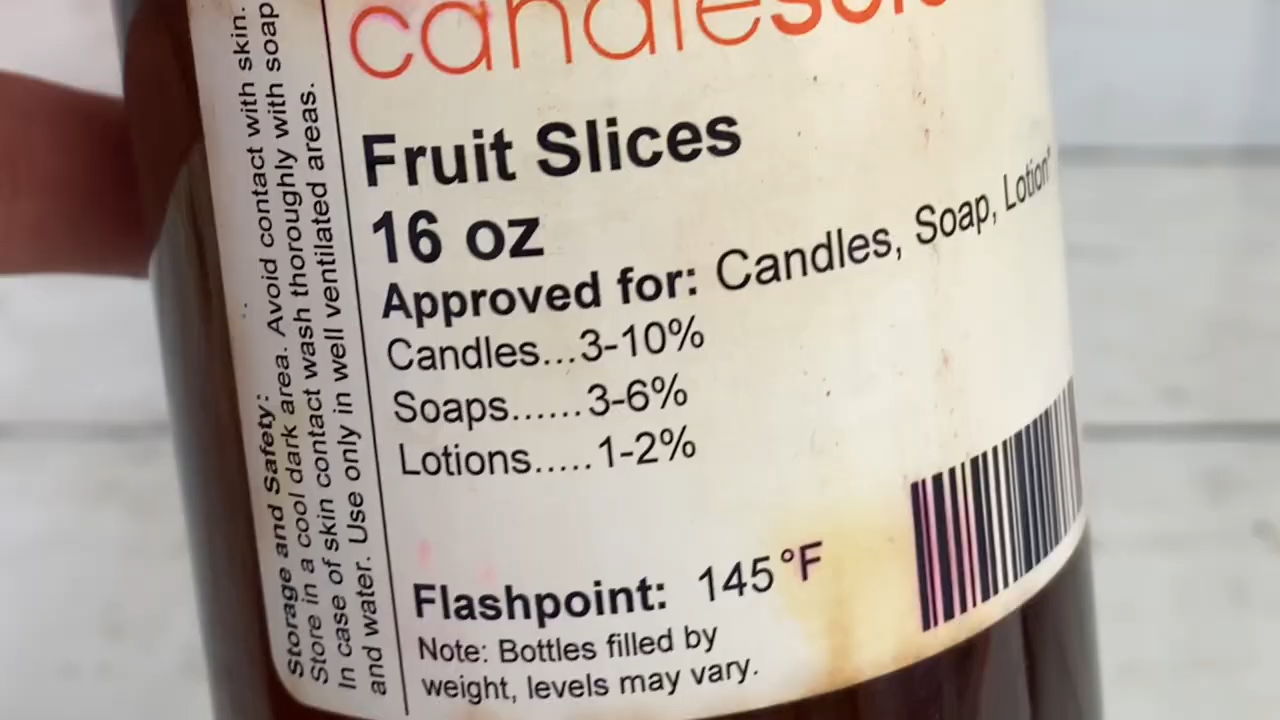 Fruit Slices
16 oz
Approved for: Candles, Soap, Lotion*
Candles...3-10%
Soaps......3-6%
Lotions.....1-2%
Flashpoint: 145°F
Note: Bottles filled by
weight, levels may vary.
Storage and Safety:
Store in a cool dark area. Avoid contact with skin.
In case of skin contact wash thoroughly with soap
and water. Use only in well ventilated areas.